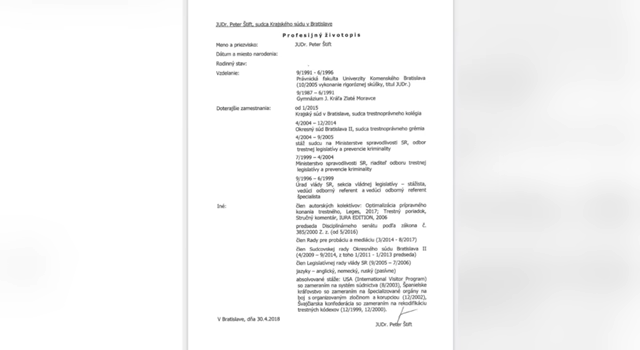 JUDr. Peter Štift, sudca Krajského súdu v Bratislave
Profesijný životopis
Meno a priezvisko: JUDr. Peter Štift
Dátum a miesto narodenia:
Rodinný stav:
Vzdelanie: 9/1991 - 6/1996
Právnická fakulta Univerzity Komenského Bratislava
(10/2005 vykonanie rigoróznej skúšky, titul JUDr.)
9/1987 – 6/1991
Gymnázium J. Kráľa Zlaté Moravce
Doterajšie zamestnania: od 1/2015
Krajský súd v Bratislave, sudca trestnoprávneho kolégia
4/2004 – 12/2014
Okresný súd Bratislava II, sudca trestnoprávneho grémia
4/2004 – 9/2005
stáž sudcu na Ministerstve spravodlivosti SR, odbor
trestnej legislatívy a prevencie kriminality
7/1999 – 4/2004
Ministerstvo spravodlivosti SR, riaditeľ odboru trestnej
legislatívy a prevencie kriminality
9/1996 – 6/1999
Úrad vlády SR, sekcia vládnej legislatívy – stážista,
vedúci odborný referent a vedúci odborný referent
špecialista
Iné: člen autorských kolektívov: Optimalizácia prípravného
konania trestného, Leges, 2017; Trestný poriadok,
Stručný komentár, IURA EDITION, 2006
predseda Disciplinárneho senátu podľa zákona č.
385/2000 Z. z. (od 5/2016)
člen Rady pre probáciu a mediáciu (3/2014 - 8/2017)
člen Sudcovskej rady Okresného súdu Bratislava II
(4/2009 – 9/2014, z toho 1/2011 - 1/2013 predseda)
člen Legislatívnej rady vlády SR (9/2005 – 7/2006)
jazyky – anglický, nemecký, ruský (pasívne)
absolvované stáže: USA (International Visitor Program)
so zameraním na systém súdnictva (8/2003), Španielske
kráľovstvo so zameraním na špecializované orgány na
boj s organizovaným zločinom a korupciou (12/2002),
Švajčiarska konfederácia so zameraním na rekodifikáciu
trestných kódexov (12/1999, 12/2000).
V Bratislave, dňa 30.4.2018
JUDr. Peter Štift